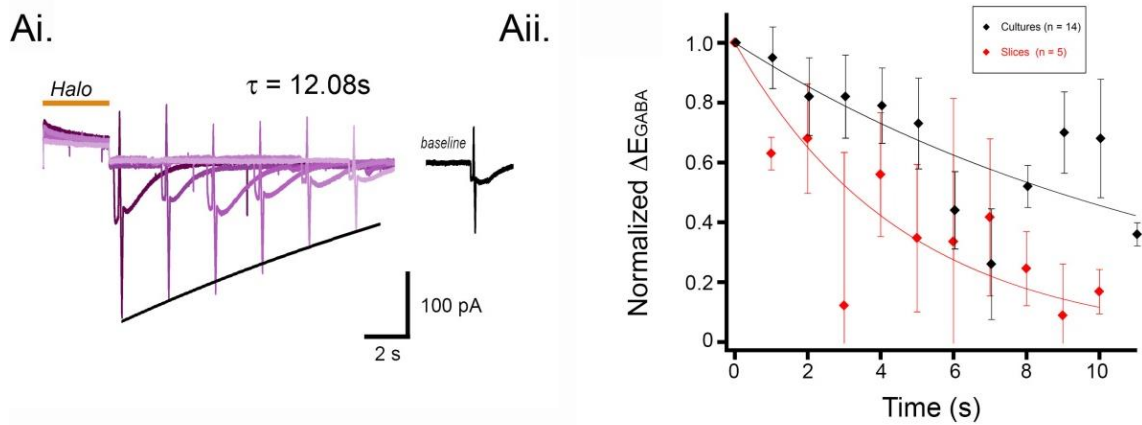 Ai.
Halo
τ = 12.08s
baseline
100 pA
2 s
Aii.
Cultures (n = 14)
Slices (n = 5)
Normalized ΔEGABA
1.0
0.8
0.6
0.4
0.2
0
0 2 4 6 8 10
Time (s)